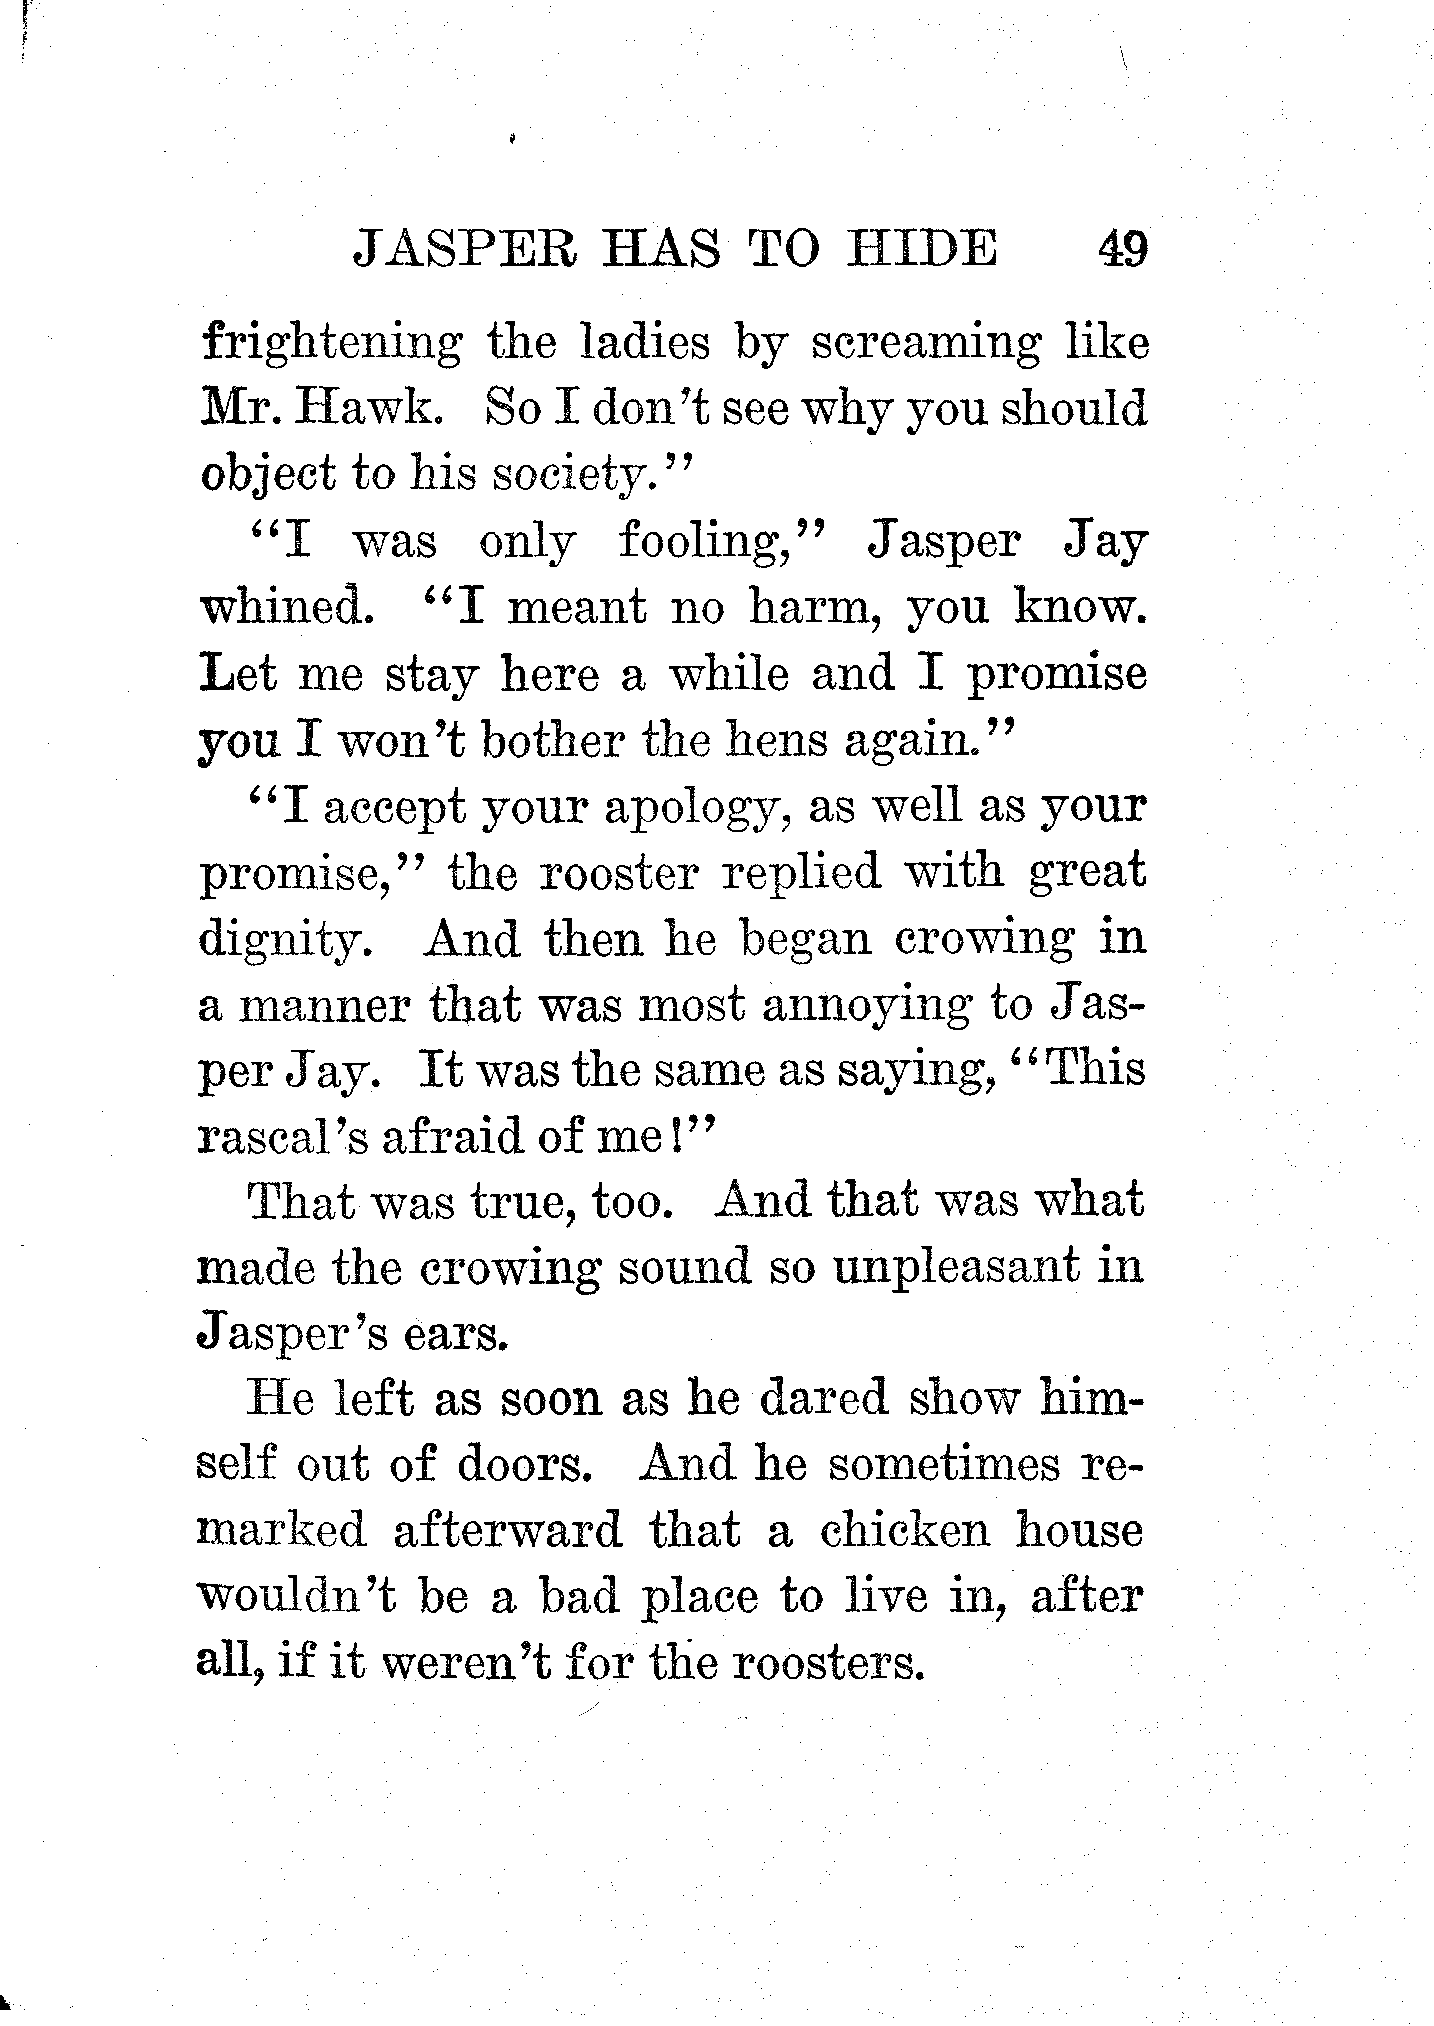 JASPER HAS TO HIDE 49
frightening the ladies by screaming like
Mr. Hawk. So I don't see why you should
object to his society."
"I was only fooling," Jasper Jay
whined. "I meant no harm, you know.
Let me stay here a while and I promise
you I won't bother the hens again."
"I accept your apology, as well as your
promise," the rooster replied with great
dignity. And then he began crowing in
a manner that was most annoying to Jas-
per Jay. It was the same as saying, "This
rascal's afraid of me!"
That was true, too. And that was what
made the crowing sound so unpleasant in
Jasper's ears.
He left as soon as he dared show him-
self out of doors. And he sometimes re-
marked afterward that a chicken house
wouldn't be a bad place to live in, after
all, if it weren't for the roosters.